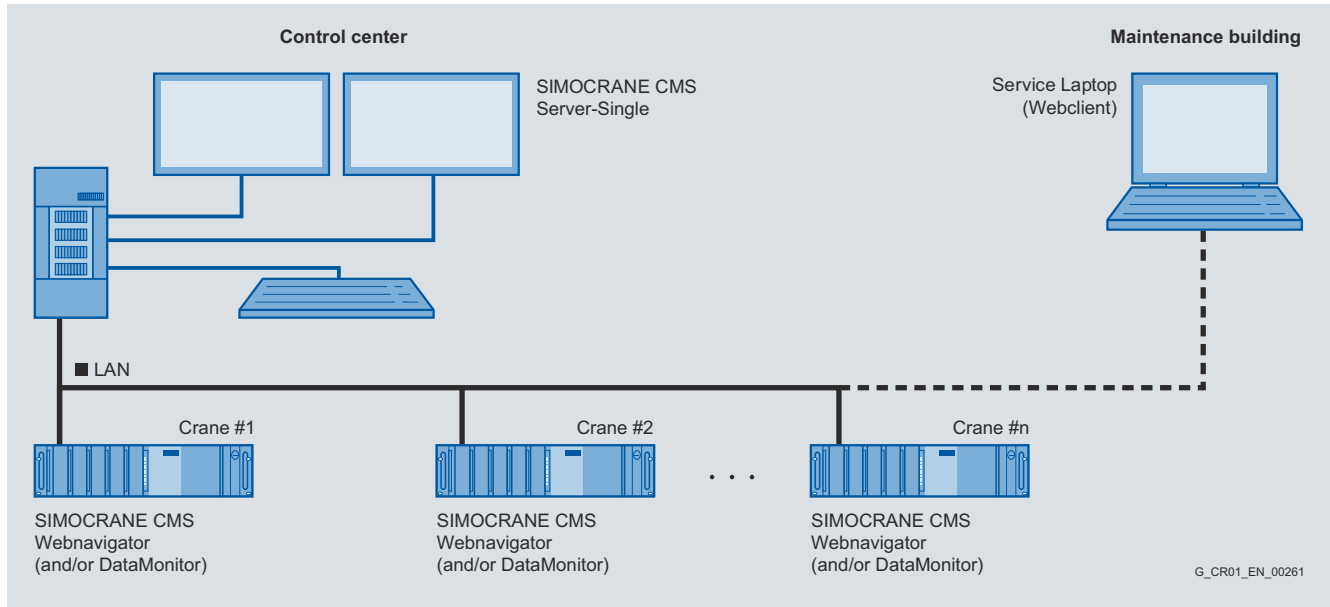 Control center
Maintenance building
SIMOCRANE CMS
Server-Single
Service Laptop
(Webclient)
LAN
Crane #1
Crane #2
Crane #n
. . .
SIMOCRANE CMS
Webnavigator
(and/or DataMonitor)
SIMOCRANE CMS
Webnavigator
(and/or DataMonitor)
SIMOCRANE CMS
Webnavigator
(and/or DataMonitor)
G_CR01_EN_00261